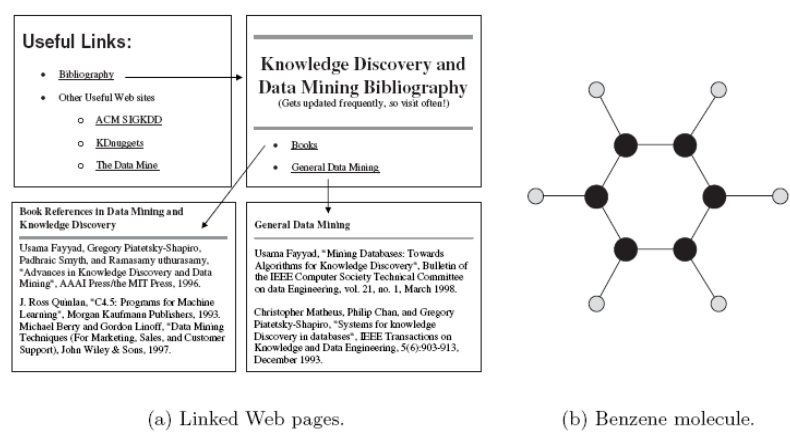 Useful Links:
Bibliography
Other Useful Web sites
ACM SIGKDD
KDnuggets
The Data Mine
Knowledge Discovery and
Data Mining Bibliography
(Gets updated frequently, so visit often!)
Books
General Data Mining
Book References in Data Mining and
Knowledge Discovery
Usama Fayyad, Gregory Piatetsky-Shapiro,
Padhraic Smyth, and Ramasamy uthurasamy,
"Advances in Knowledge Discovery and Data
Mining", AAAI Press/the MIT Press, 1996.
J. Ross Quinlan, "C4.5: Programs for Machine
Learning", Morgan Kaufmann Publishers, 1993.
Michael Berry and Gordon Linoff, "Data Mining
Techniques (For Marketing, Sales, and Customer
Support), John Wiley & Sons, 1997.
General Data Mining
Usama Fayyad, "Mining Databases: Towards
Algorithms for Knowledge Discovery", Bulletin of
the IEEE Computer Society Technical Committee
on data Engineering, vol. 21, no. 1, March 1998.
Christopher Matheus, Philip Chan, and Gregory
Piatetsky-Shapiro, "Systems for knowledge
Discovery in databases", IEEE Transactions on
Knowledge and Data Engineering, 5(6):903-913,
December 1993.
(a) Linked Web pages.
(b) Benzene molecule.